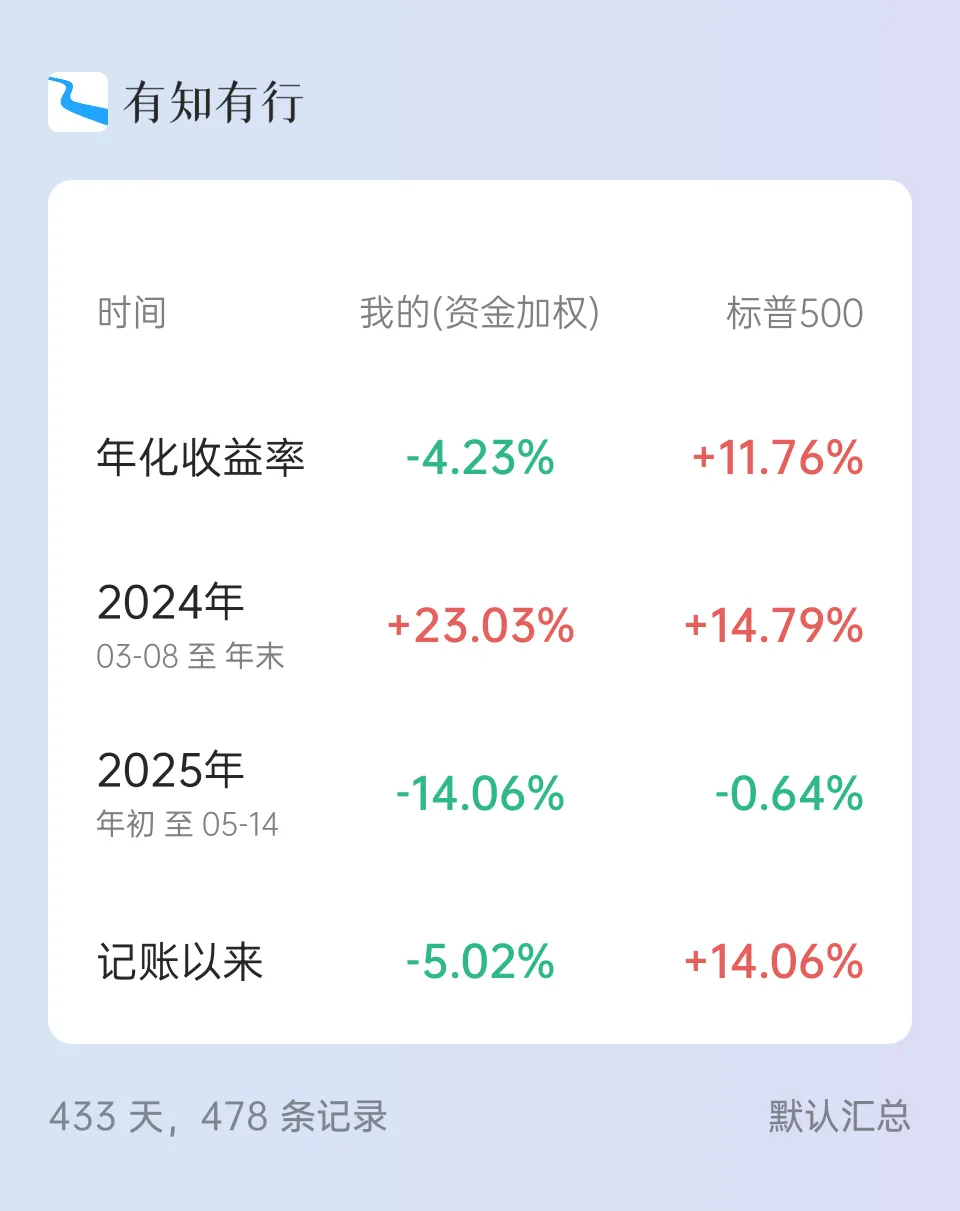 有知有行
时间 我的(资金加权) 标普500
年化收益率 -4.23% +11.76%
2024年 +23.03% +14.79%
03-08 至 年末
2025年 -14.06% -0.64%
年初 至 05-14
记账以来 -5.02% +14.06%
433 天，478 条记录 默认汇总